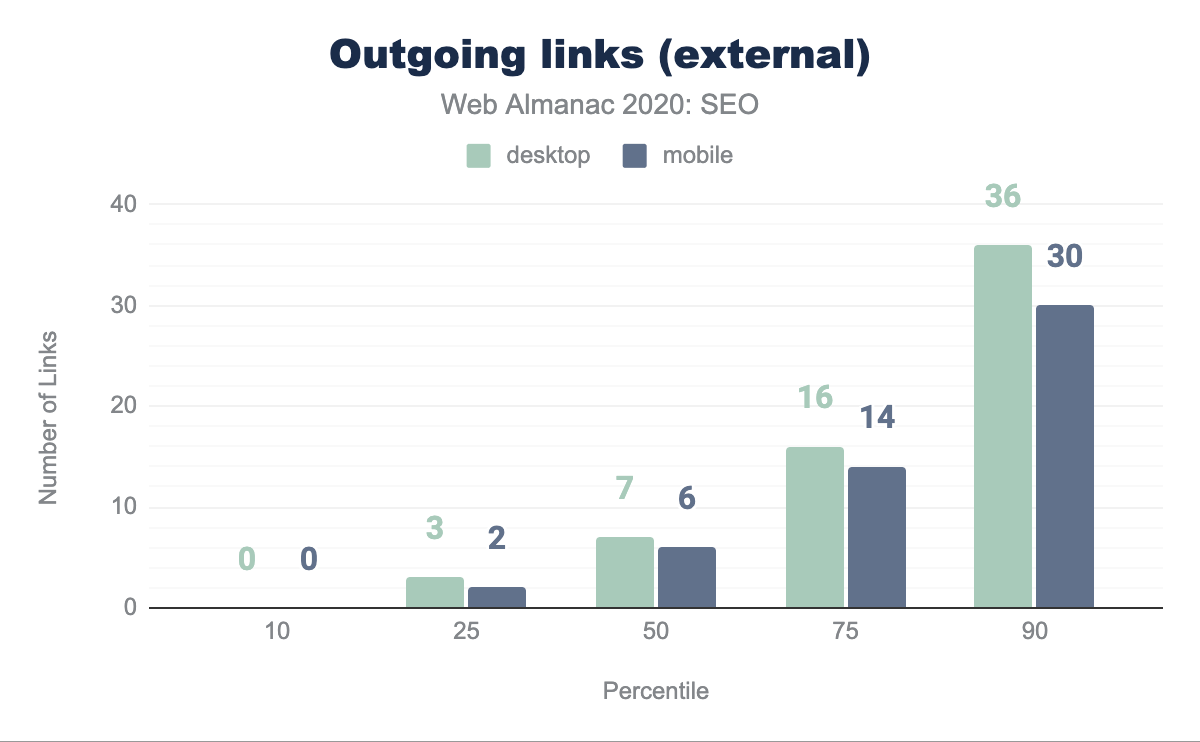 Outgoing links (external)
Web Almanac 2020: SEO
desktop mobile
Number of Links
40
30
20
10
0
0 0
3 2
7 6
16 14
36 30
10 25 50 75 90
Percentile